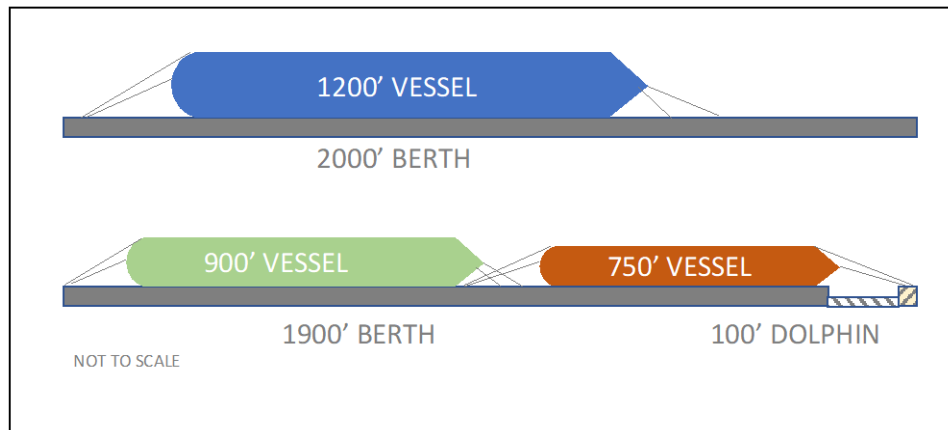 1200’ VESSEL
2000’ BERTH
900’ VESSEL
750’ VESSEL
1900’ BERTH
100’ DOLPHIN
NOT TO SCALE